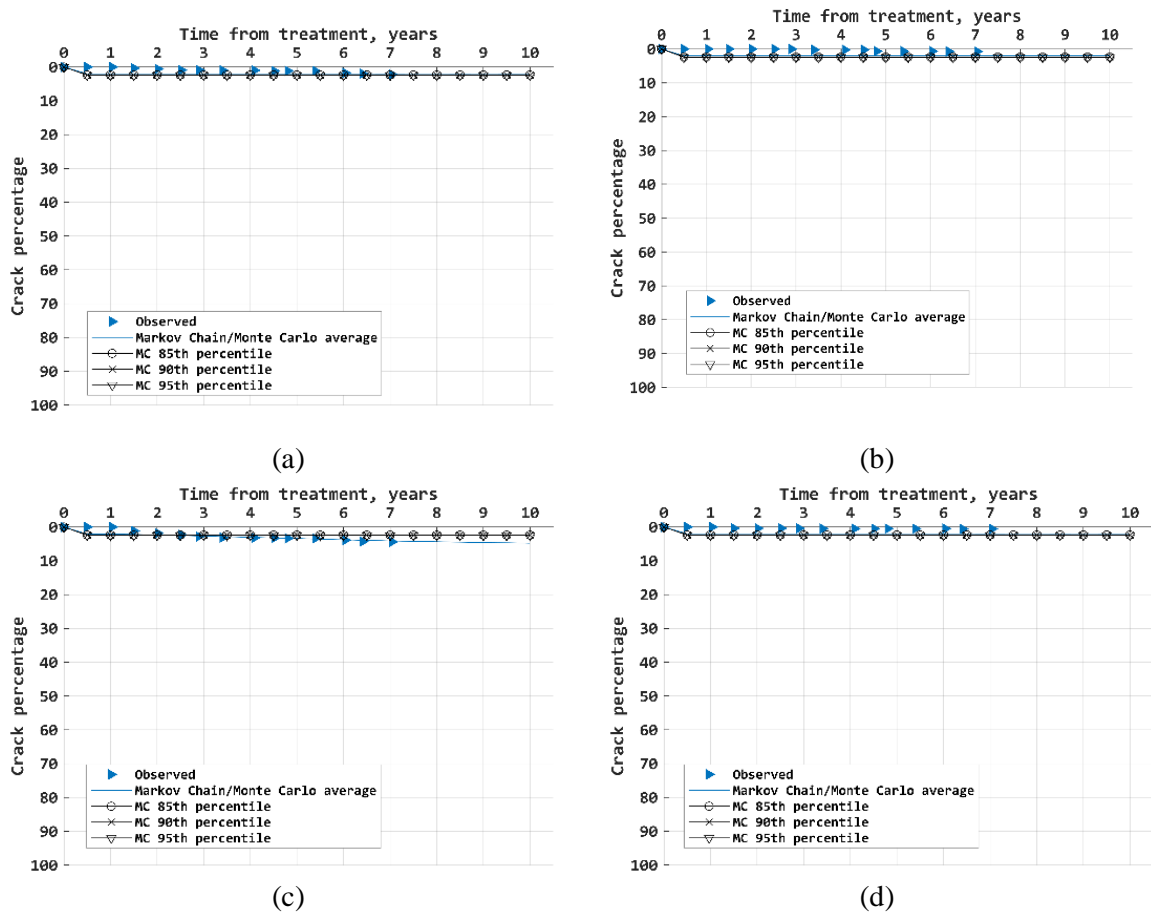 Time from treatment, years
0 1 2 3 4 5 6 7 8 9 10
0
10
20
30
40
50
60
70
80
90
100
Crack percentage
Observed
Markov Chain/Monte Carlo average
MC 85th percentile
MC 90th percentile
MC 95th percentile
(a)
Time from treatment, years
0 1 2 3 4 5 6 7 8 9 10
0
10
20
30
40
50
60
70
80
90
100
Crack percentage
Observed
Markov Chain/Monte Carlo average
MC 85th percentile
MC 90th percentile
MC 95th percentile
(b)
Time from treatment, years
0 1 2 3 4 5 6 7 8 9 10
0
10
20
30
40
50
60
70
80
90
100
Crack percentage
Observed
Markov Chain/Monte Carlo average
MC 85th percentile
MC 90th percentile
MC 95th percentile
(c)
Time from treatment, years
0 1 2 3 4 5 6 7 8 9 10
0
10
20
30
40
50
60
70
80
90
100
Crack percentage
Observed
Markov Chain/Monte Carlo average
MC 85th percentile
MC 90th percentile
MC 95th percentile
(d)